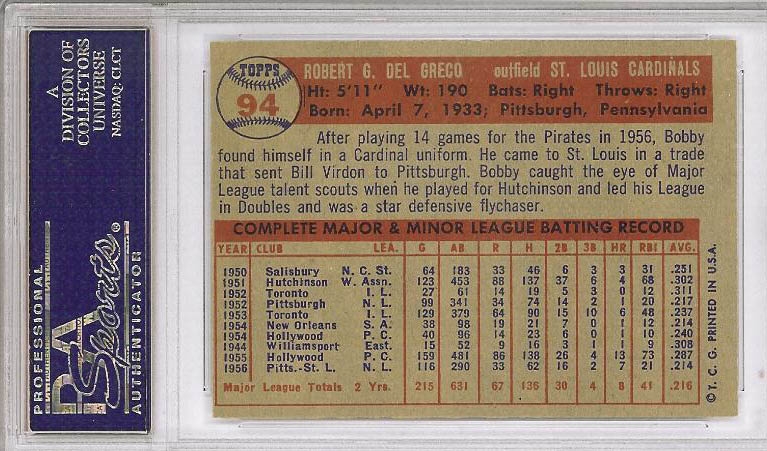 A
DIVISION OF
COLLECTORS
UNIVERSE
NASDAQ: CLCT
PROFESSIONAL
PSA
Sports®
AUTHENTICATOR
TOPPS
94
ROBERT G. DEL GRECO outfield ST. LOUIS CARDINALS
Ht: 5'11" Wt: 190 Bats: Right Throws: Right
Born: April 7, 1933; Pittsburgh, Pennsylvania
After playing 14 games for the Pirates in 1956, Bobby
found himself in a Cardinal uniform. He came to St. Louis in a trade
that sent Bill Virdon to Pittsburgh. Bobby caught the eye of Major
League talent scouts when he played for Hutchinson and led his League
in Doubles and was a star defensive flychaser.
COMPLETE MAJOR & MINOR LEAGUE BATTING RECORD
YEAR CLUB LEA. G AB R H 2B 3B HR RBI AVG.
1950 Salisbury N. C. St. 64 183 33 46 6 3 3 31 .251
1951 Hutchinson W. Assn. 123 453 88 137 37 6 4 68 .302
1952 Toronto I. L. 27 61 14 19 5 3 0 12 .311
1952 Pittsburgh N. L. 99 341 34 74 14 2 1 20 .217
1953 Toronto I. L. 129 379 64 90 15 10 6 48 .237
1954 New Orleans S. A. 38 98 19 21 7 0 1 12 .214
1954 Hollywood P. C. 40 96 14 23 6 0 1 10 .240
1944 Williamsport East. 15 52 9 16 3 1 1 9 .308
1955 Hollywood P. C. 159 481 86 138 26 4 13 73 .287
1956 Pitts.-St. L. N. L. 116 290 33 62 16 2 7 21 .214
Major League Totals 2 Yrs. 215 631 67 136 30 4 8 41 .216
© T. C. G. PRINTED IN U.S.A.